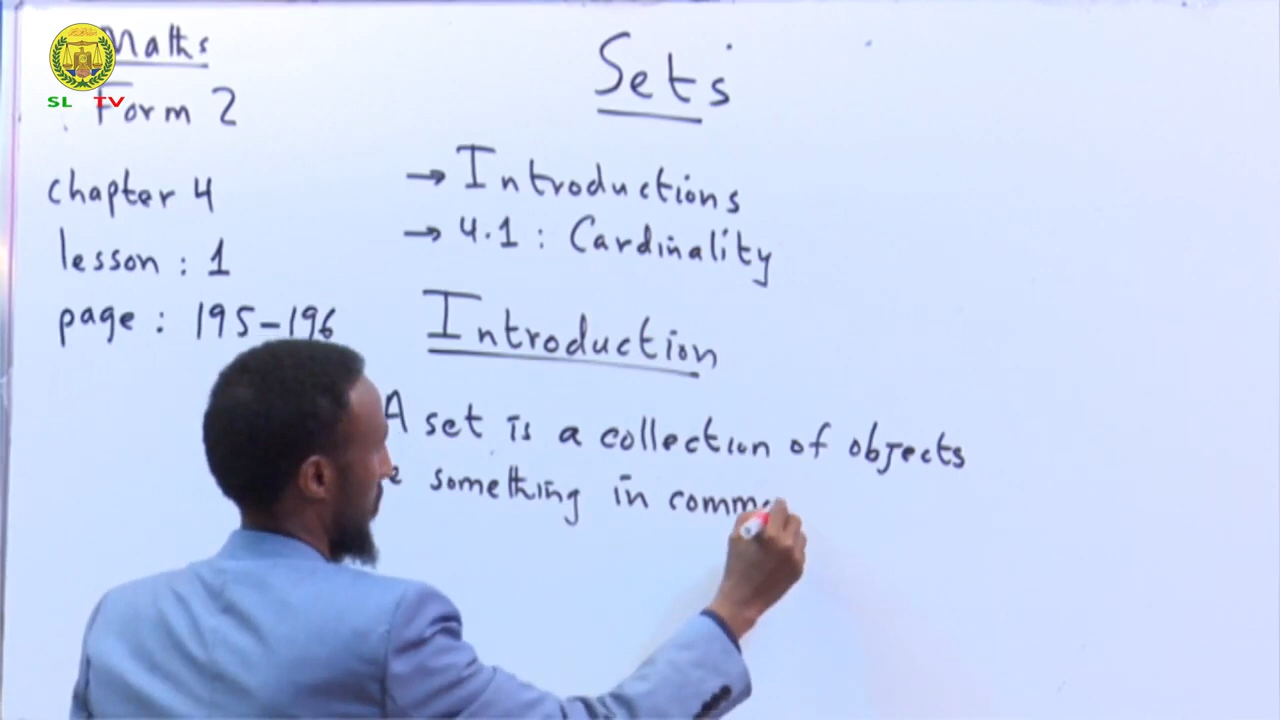 Maths
Form 2
SL TV
chapter 4
lesson : 1
page : 195-196
Sets
→ Introductions
→ 4.1 : Cardinality
Introduction
A set is a collection of objects
something in comm